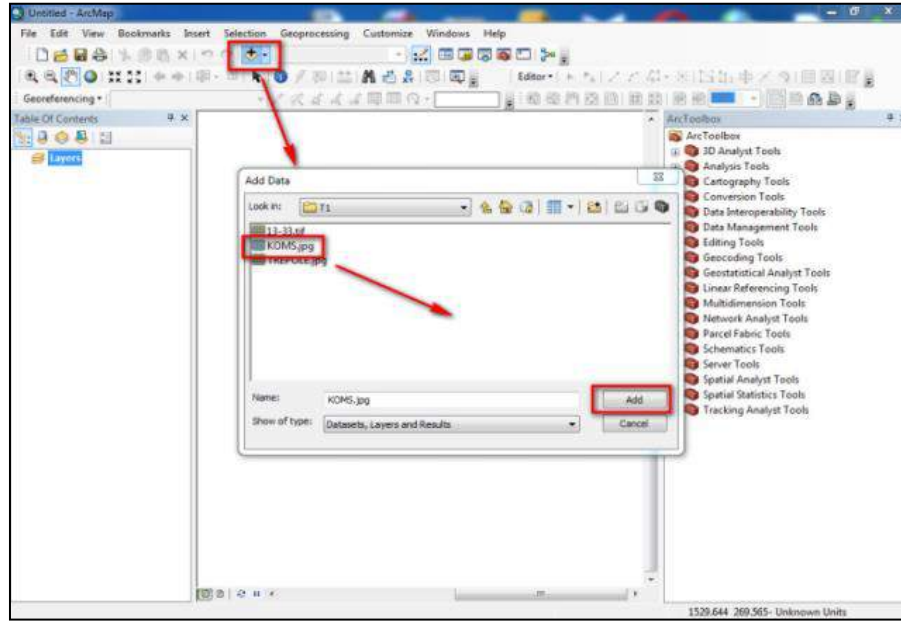 Untitled - ArcMap
File Edit View Bookmarks Insert Selection Geoprocessing Customize Windows Help
Editor
Georeferencing
Table Of Contents
ArcToolbox
Layers
ArcToolbox
3D Analyst Tools
Analysis Tools
Cartography Tools
Conversion Tools
Data Interoperability Tools
Data Management Tools
Editing Tools
Geocoding Tools
Geostatistical Analyst Tools
Linear Referencing Tools
Multidimension Tools
Network Analyst Tools
Parcel Fabric Tools
Schematics Tools
Server Tools
Spatial Analyst Tools
Spatial Statistics Tools
Tracking Analyst Tools
Add Data
Look in: T1
13-33.tif
KOMS.jpg
Name: KOMS.jpg Add
Show of type: Datasets, Layers and Results Cancel
1529.644 269.565 Unknown Units